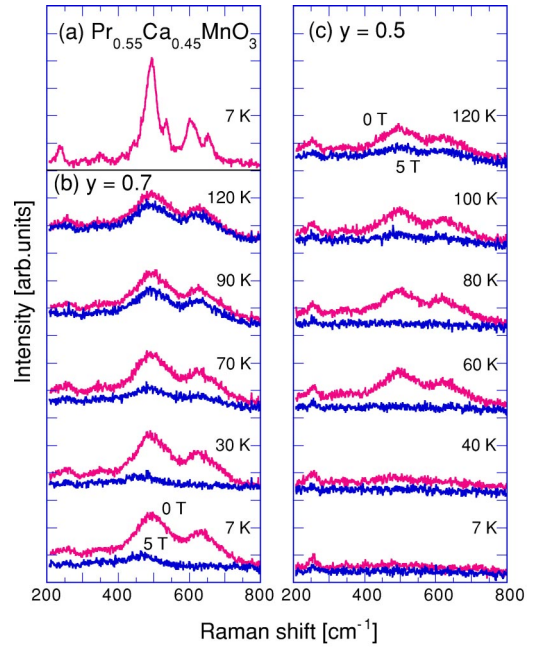 (a) Pr0.55Ca0.45MnO3
7 K
(b) y = 0.7
120 K
90 K
70 K
30 K
0 T
7 K
5 T
200 400 600 800
(c) y = 0.5
120 K
0 T
5 T
100 K
80 K
60 K
40 K
7 K
200 400 600 800
Intensity [arb.units]
Raman shift [cm-1]